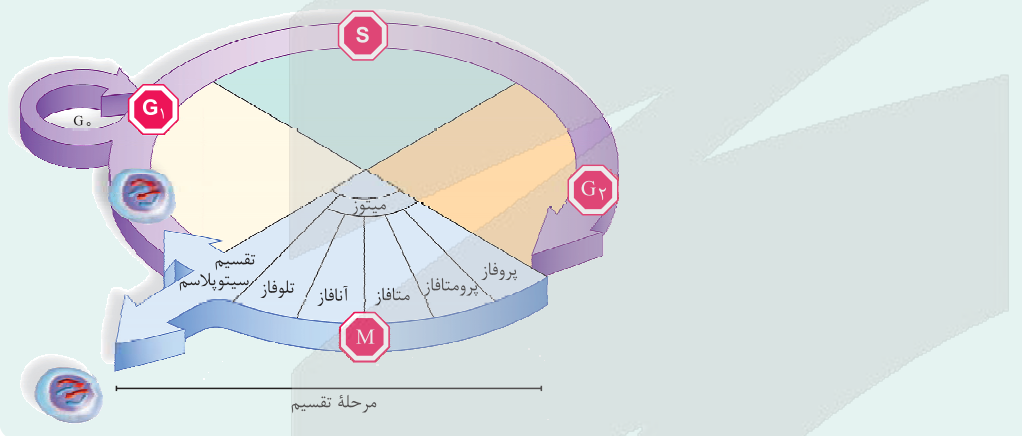 S
G۱
G۰
G۲
میتوز
پروفاز
پرومتافاز
متافاز
آنافاز
تلوفاز
تقسیم
سیتوپلاسم
M
مرحلهٔ تقسیم